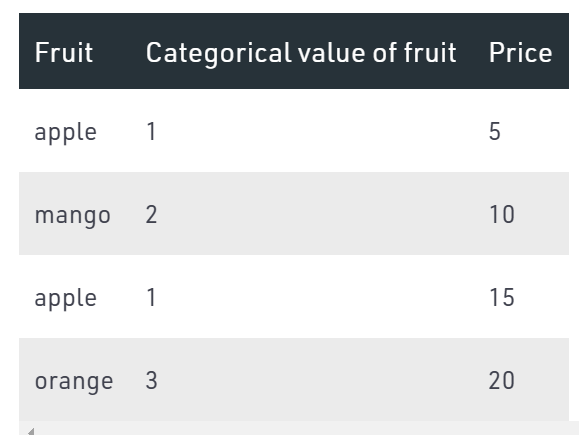 Fruit Categorical value of fruit Price
apple 1 5
mango 2 10
apple 1 15
orange 3 20